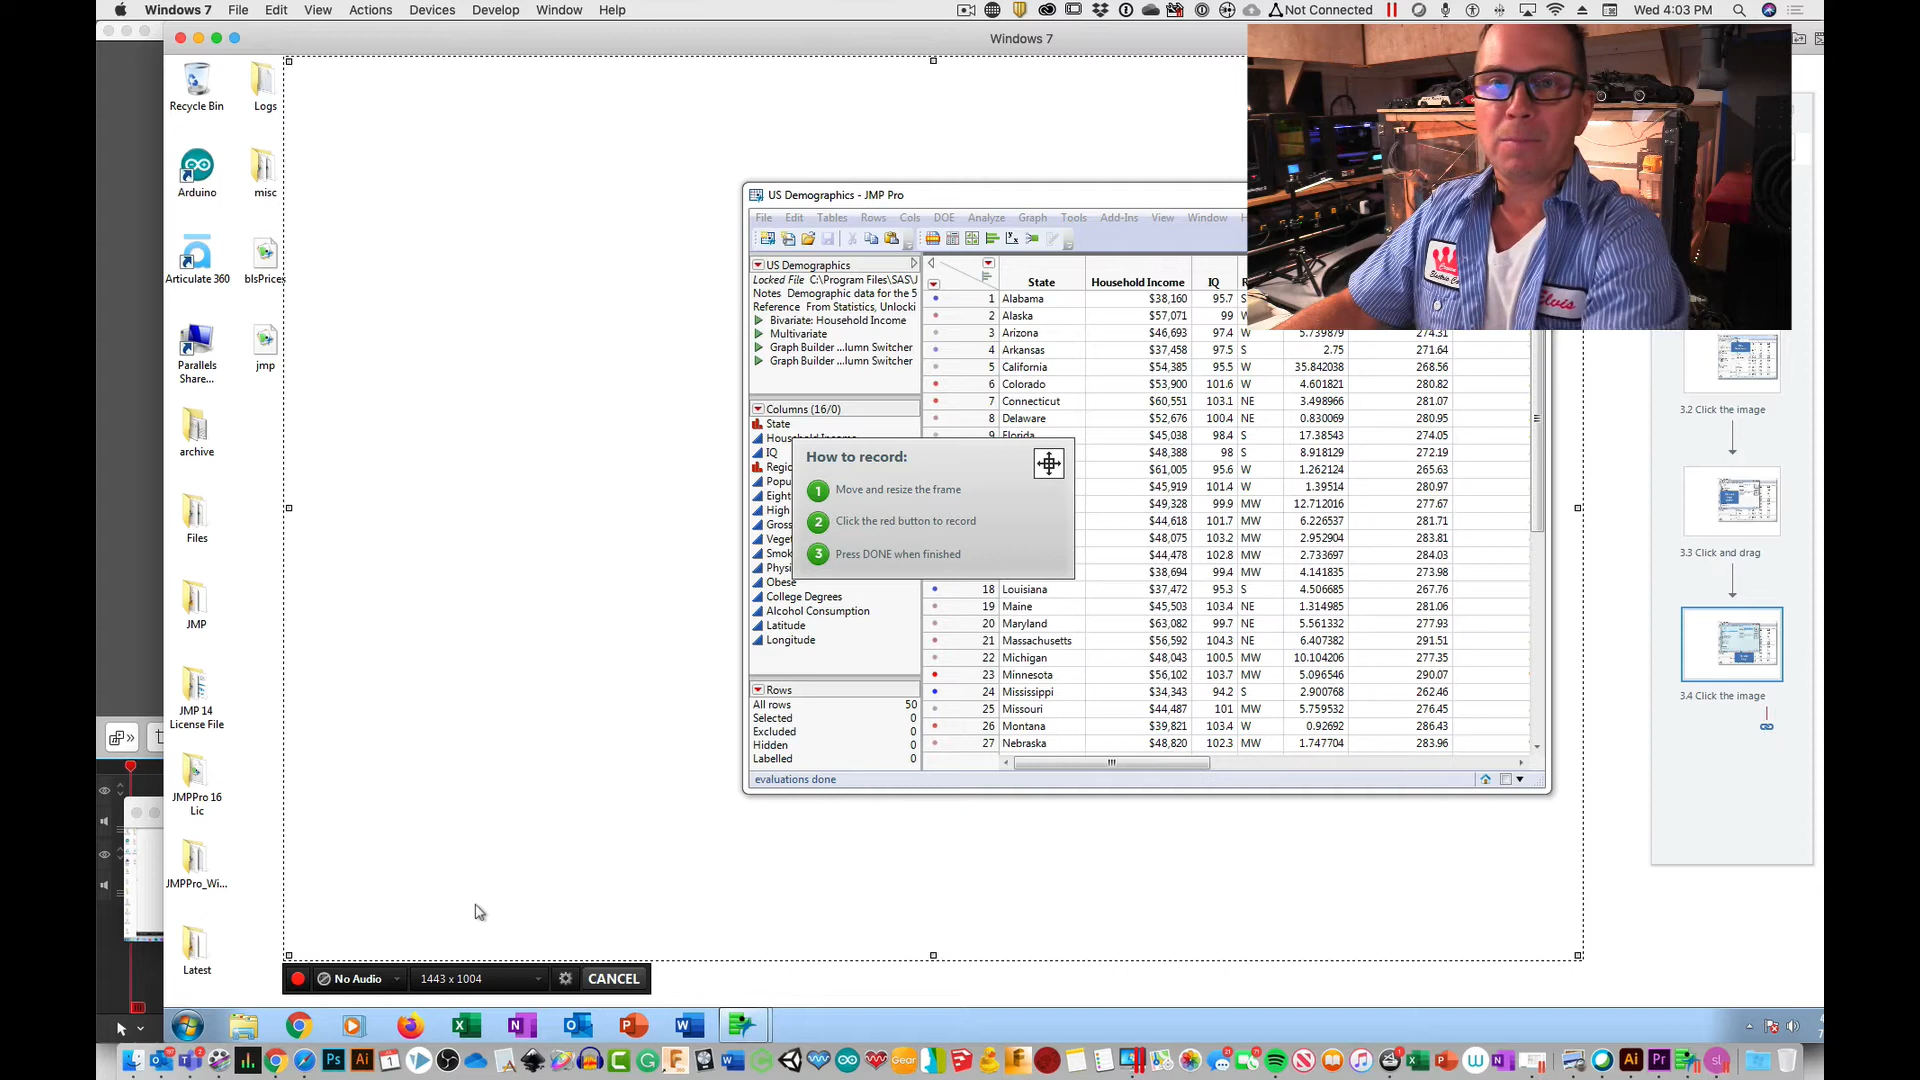 Windows 7 File Edit View Actions Devices Develop Window Help
Not Connected Wed 4:03 PM
Windows 7
Recycle Bin
Logs
Arduino
misc
Articulate 360
blsPrices
Parallels
Share...
jmp
archive
Files
JMP
JMP 14
License File
JMPPro 16
Lic
JMPPro_Wi...
Latest
US Demographics - JMP Pro
File Edit Tables Rows Cols DOE Analyze Graph Tools Add-Ins View Window
US Demographics
Locked File C:\Program Files\SAS\J
Notes Demographic data for the 5
Reference From Statistics, Unlocki
Bivariate: Household Income
Multivariate
Graph Builder ...lumn Switcher
Graph Builder ...lumn Switcher
Columns (16/0)
State
Household Income
IQ
Regio
Popu
Eight
High
Gross
Veget
Smok
Physi
Obese
College Degrees
Alcohol Consumption
Latitude
Longitude
Rows
All rows 50
Selected 0
Excluded 0
Hidden 0
Labelled 0
evaluations done
State Household Income IQ
1 Alabama $38,160 95.7 S
2 Alaska $57,071 99 W
3 Arizona $46,693 97.4 W 5.739879 274.31
4 Arkansas $37,458 97.5 S 2.75 271.64
5 California $54,385 95.5 W 35.842038 268.56
6 Colorado $53,900 101.6 W 4.601821 280.82
7 Connecticut $60,551 103.1 NE 3.498966 281.07
8 Delaware $52,676 100.4 NE 0.830069 280.95
9 Florida $45,038 98.4 S 17.38543 274.05
$48,388 98 S 8.918129 272.19
$61,005 95.6 W 1.262124 265.63
$45,919 101.4 W 1.39514 280.97
$49,328 99.9 MW 12.712016 277.67
$44,618 101.7 MW 6.226537 281.71
$48,075 103.2 MW 2.952904 283.81
$44,478 102.8 MW 2.733697 284.03
$38,694 99.4 MW 4.141835 273.98
18 Louisiana $37,472 95.3 S 4.506685 267.76
19 Maine $45,503 103.4 NE 1.314985 281.06
20 Maryland $63,082 99.7 NE 5.561332 277.93
21 Massachusetts $56,592 104.3 NE 6.407382 291.51
22 Michigan $48,043 100.5 MW 10.104206 277.35
23 Minnesota $56,102 103.7 MW 5.096546 290.07
24 Mississippi $34,343 94.2 S 2.900768 262.46
25 Missouri $44,487 101 MW 5.759532 276.45
26 Montana $39,821 103.4 W 0.92692 286.43
27 Nebraska $48,820 102.3 MW 1.747704 283.96
How to record:
1 Move and resize the frame
2 Click the red button to record
3 Press DONE when finished
Elvis
3.2 Click the image
3.3 Click and drag
3.4 Click the image
No Audio 1443 x 1004 CANCEL